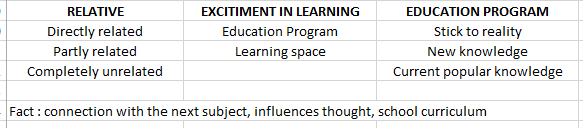 RELATIVE EXCITIMENT IN LEARNING EDUCATION PROGRAM
Directly related Education Program Stick to reality
Partly related Learning space New knowledge
Completely unrelated Current popular knowledge
Fact : connection with the next subject, influences thought, school curriculum